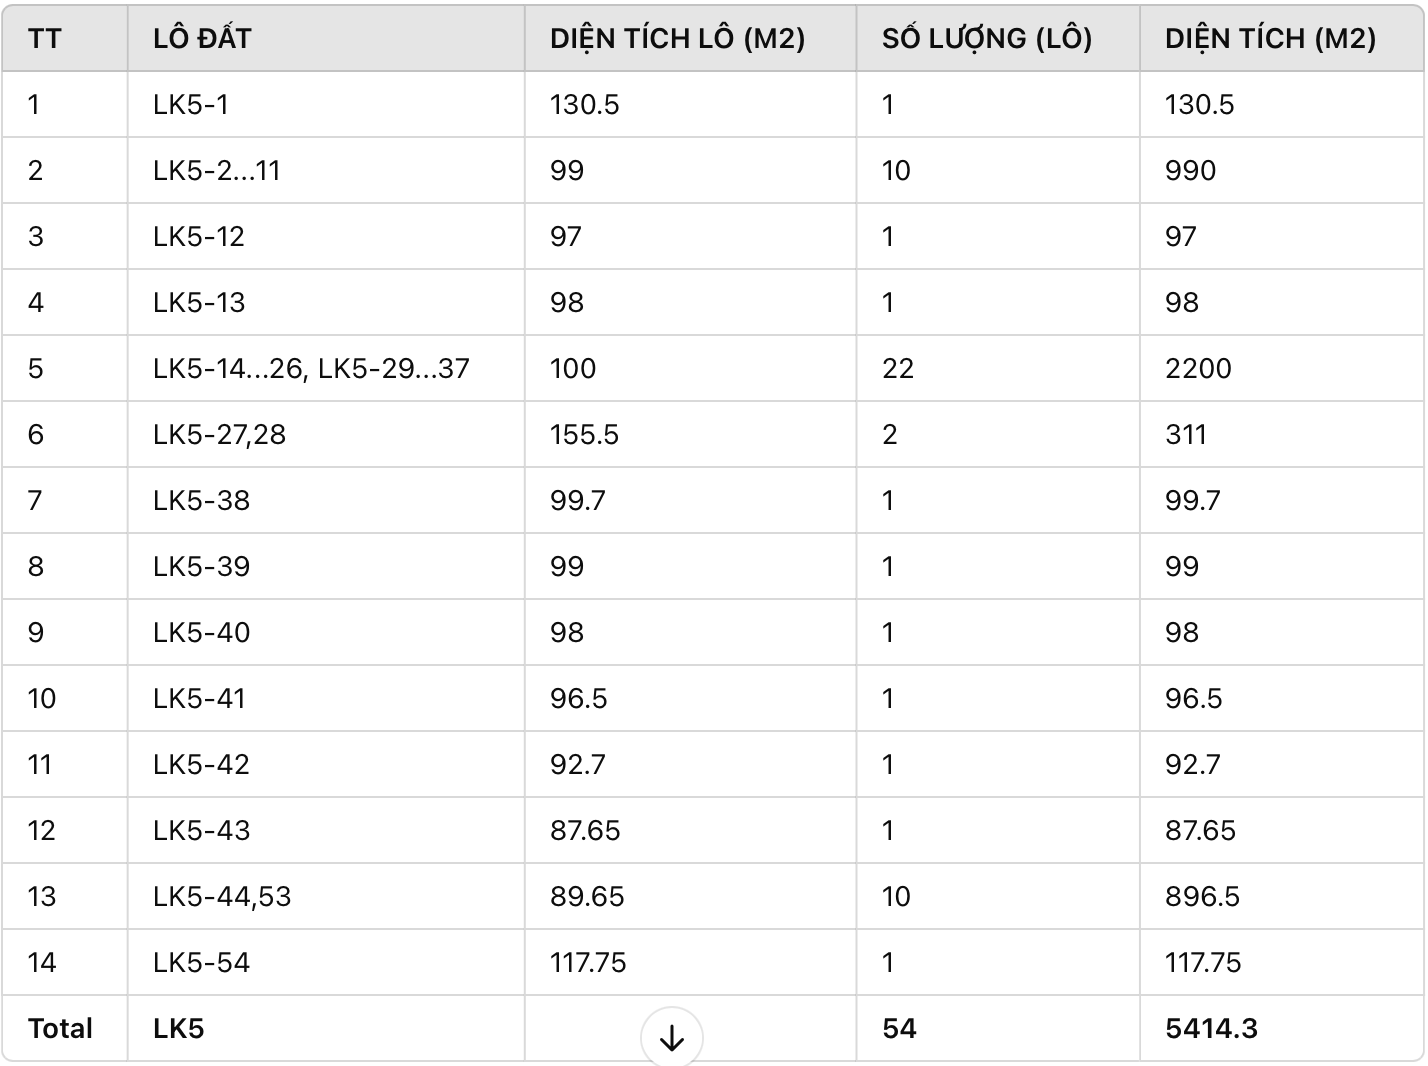 TT LÔ ĐẤT DIỆN TÍCH LÔ (M2) SỐ LƯỢNG (LÔ) DIỆN TÍCH (M2)
1 LK5-1 130.5 1 130.5
2 LK5-2...11 99 10 990
3 LK5-12 97 1 97
4 LK5-13 98 1 98
5 LK5-14...26, LK5-29...37 100 22 2200
6 LK5-27,28 155.5 2 311
7 LK5-38 99.7 1 99.7
8 LK5-39 99 1 99
9 LK5-40 98 1 98
10 LK5-41 96.5 1 96.5
11 LK5-42 92.7 1 92.7
12 LK5-43 87.65 1 87.65
13 LK5-44,53 89.65 10 896.5
14 LK5-54 117.75 1 117.75
Total LK5 54 5414.3